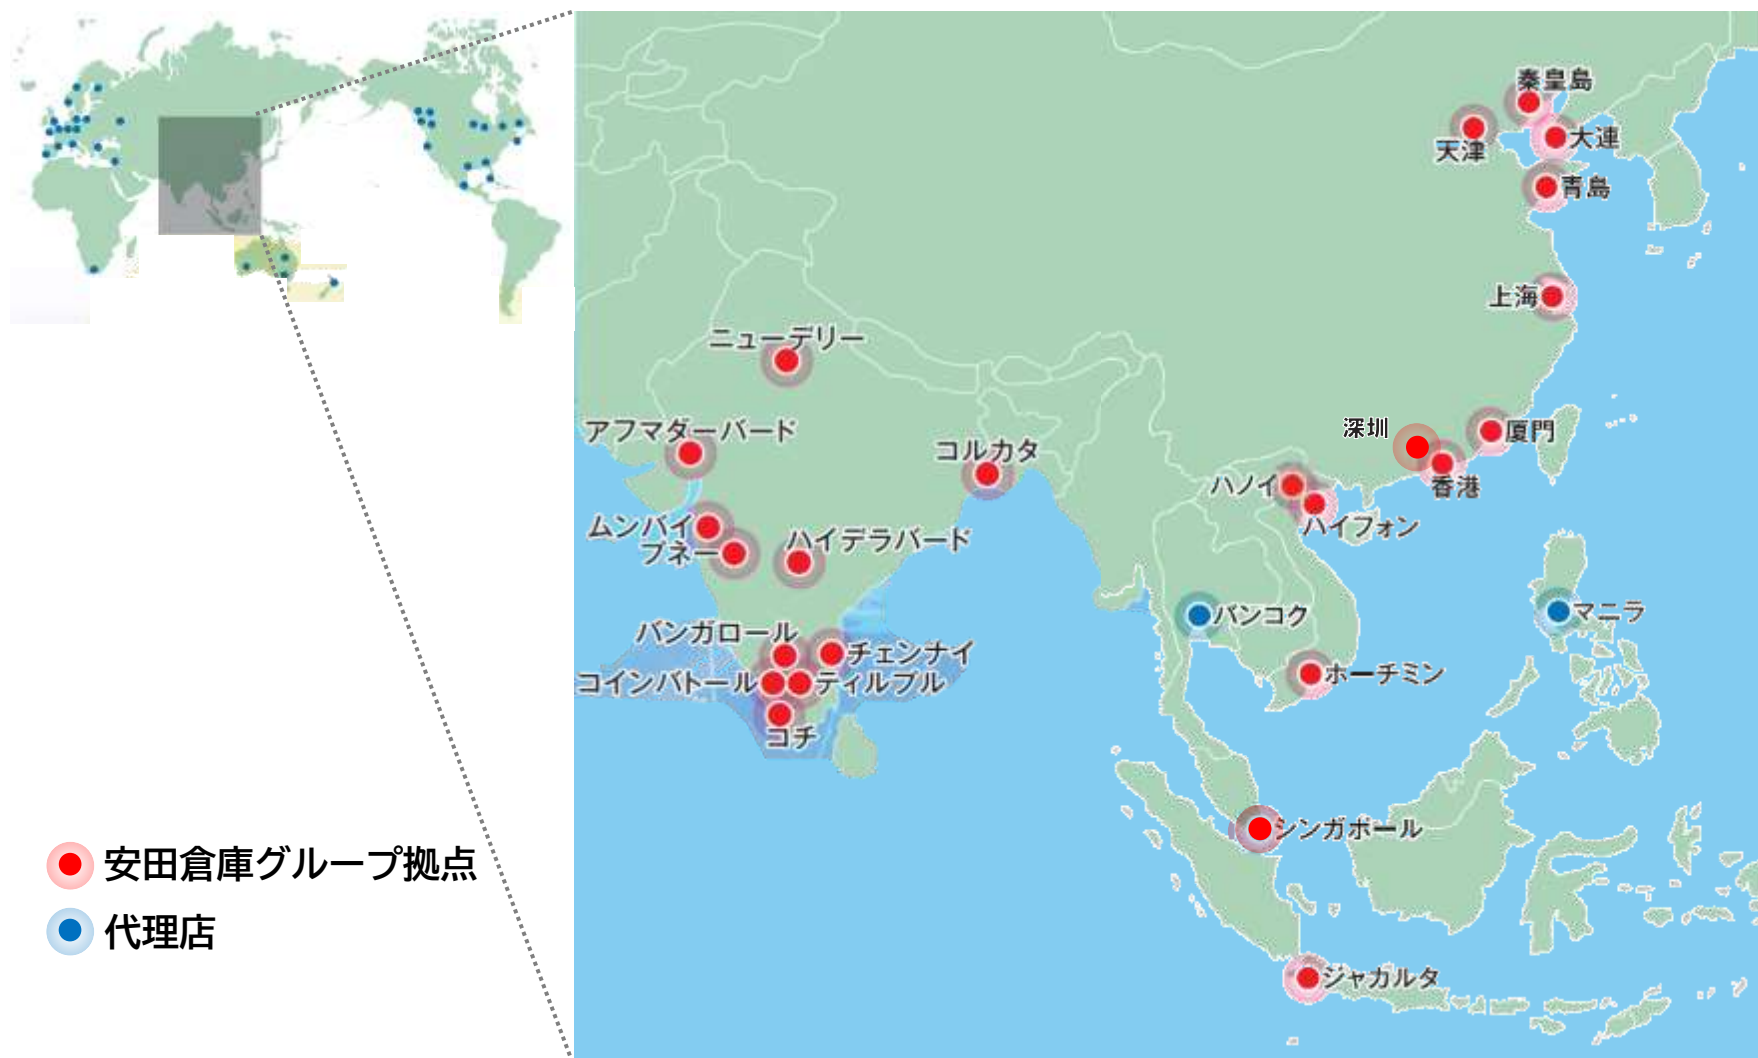 秦皇島
大連
天津
青島
上海
ニューデリー
アフマダーバード
コルカタ
深圳
厦門
香港
ハノイ
ハイフォン
ムンバイ
プネー
ハイデラバード
バンコク
マニラ
バンガロール
チェンナイ
コインバトール
ティルプル
ホーチミン
コチ
シンガポール
安田倉庫グループ拠点
代理店
ジャカルタ